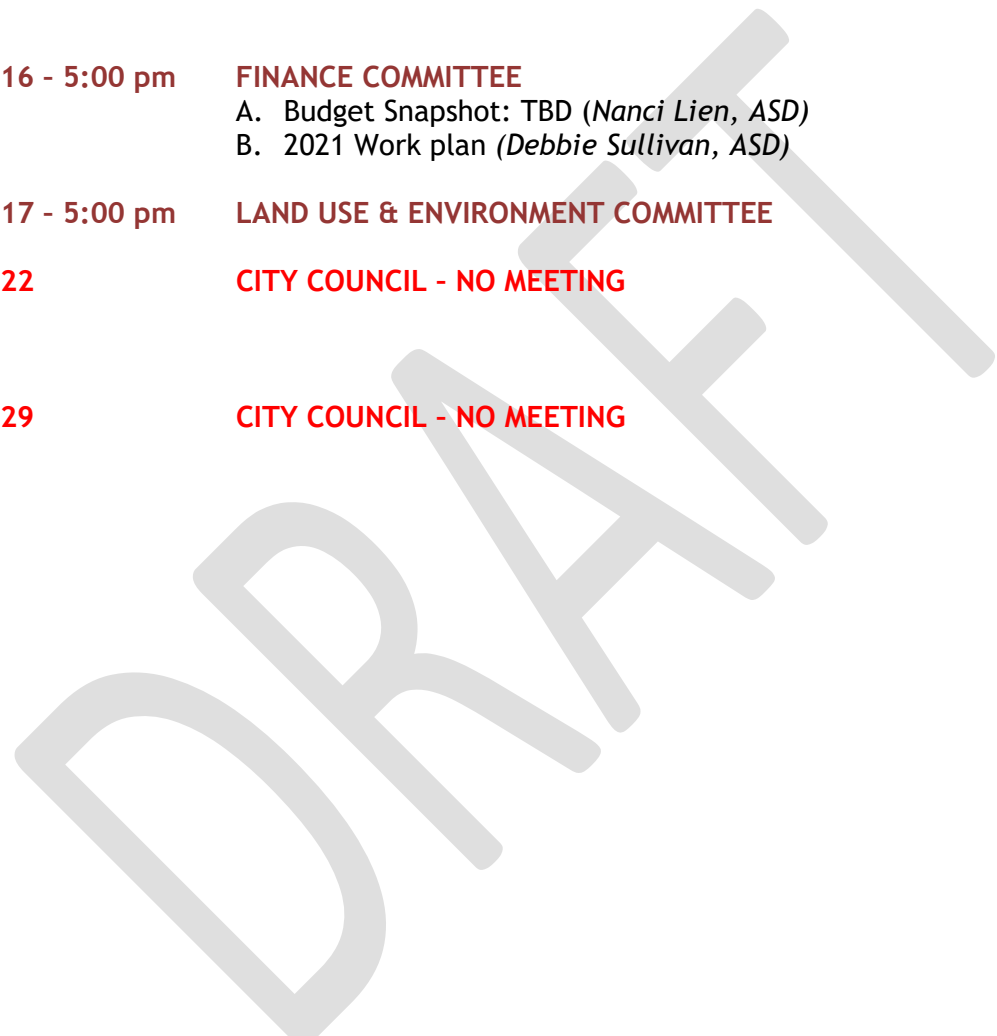 16 – 5:00 pm FINANCE COMMITTEE
A. Budget Snapshot: TBD (Nanci Lien, ASD)
B. 2021 Work plan (Debbie Sullivan, ASD)
17 – 5:00 pm LAND USE & ENVIRONMENT COMMITTEE
22 CITY COUNCIL – NO MEETING
29 CITY COUNCIL – NO MEETING
DRAFT